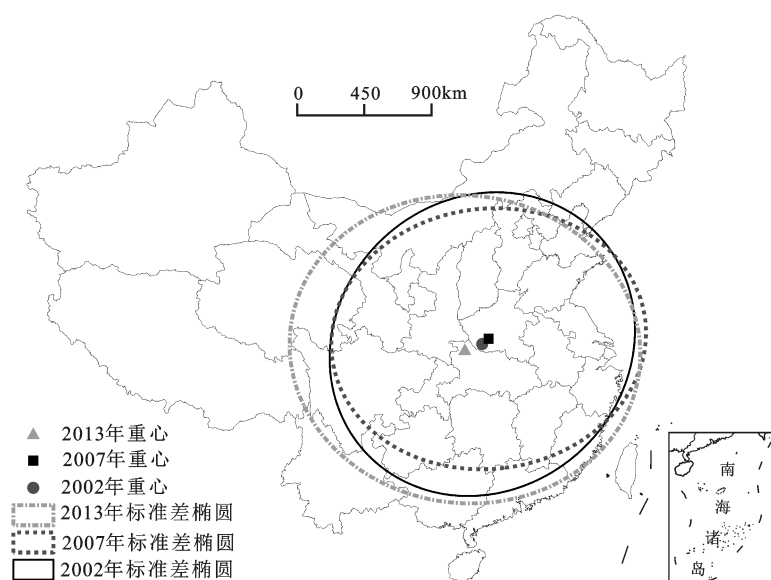 0 450 900km
2013年重心
2007年重心
2002年重心
2013年标准差椭圆
2007年标准差椭圆
2002年标准差椭圆
南
海
诸
岛